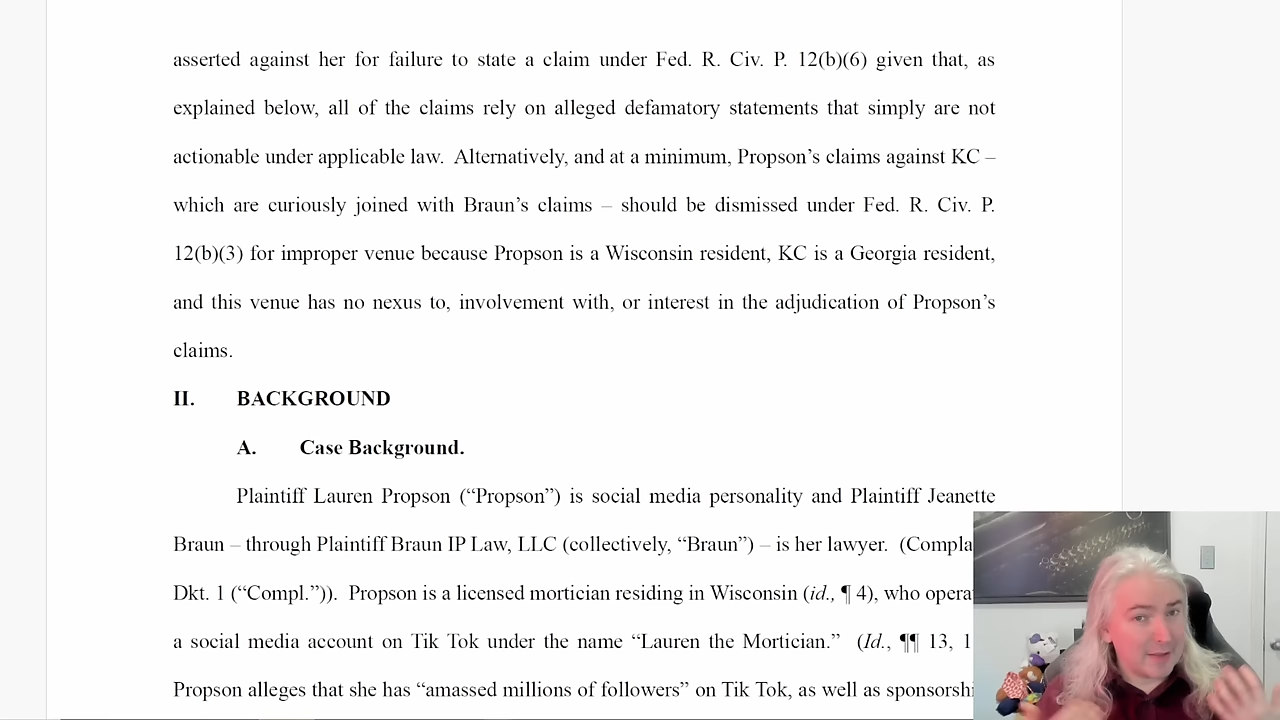 asserted against her for failure to state a claim under Fed. R. Civ. P. 12(b)(6) given that, as
explained below, all of the claims rely on alleged defamatory statements that simply are not
actionable under applicable law. Alternatively, and at a minimum, Propson’s claims against KC –
which are curiously joined with Braun’s claims – should be dismissed under Fed. R. Civ. P.
12(b)(3) for improper venue because Propson is a Wisconsin resident, KC is a Georgia resident,
and this venue has no nexus to, involvement with, or interest in the adjudication of Propson’s
claims.
II. BACKGROUND
A. Case Background.
Plaintiff Lauren Propson (“Propson”) is social media personality and Plaintiff Jeanette
Braun – through Plaintiff Braun IP Law, LLC (collectively, “Braun”) – is her lawyer. (Compla
Dkt. 1 (“Compl.”)). Propson is a licensed mortician residing in Wisconsin (id., ¶ 4), who opera
a social media account on Tik Tok under the name “Lauren the Mortician.” (Id., ¶¶ 13, 1
Propson alleges that she has “amassed millions of followers” on Tik Tok, as well as sponsorshi